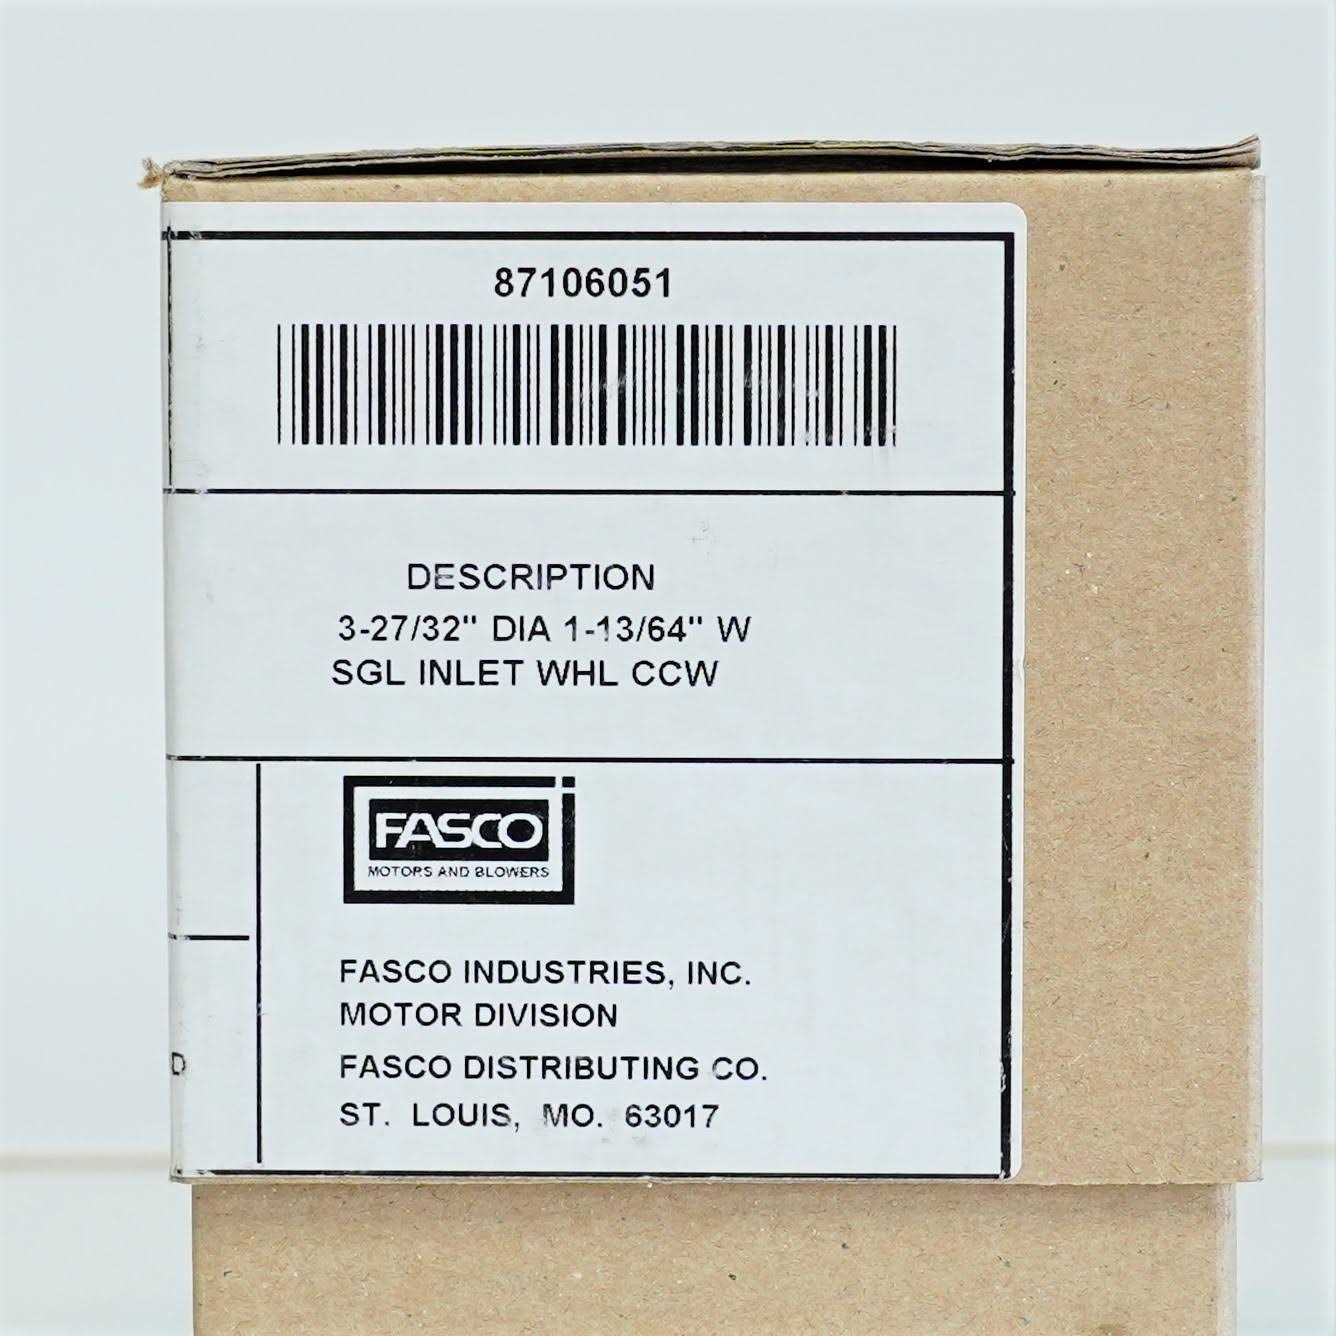 87106051
DESCRIPTION
3-27/32" DIA 1-13/64" W
SGL INLET WHL CCW
FASCO
MOTORS AND BLOWERS
FASCO INDUSTRIES, INC.
MOTOR DIVISION
FASCO DISTRIBUTING CO.
ST. LOUIS, MO. 63017
D